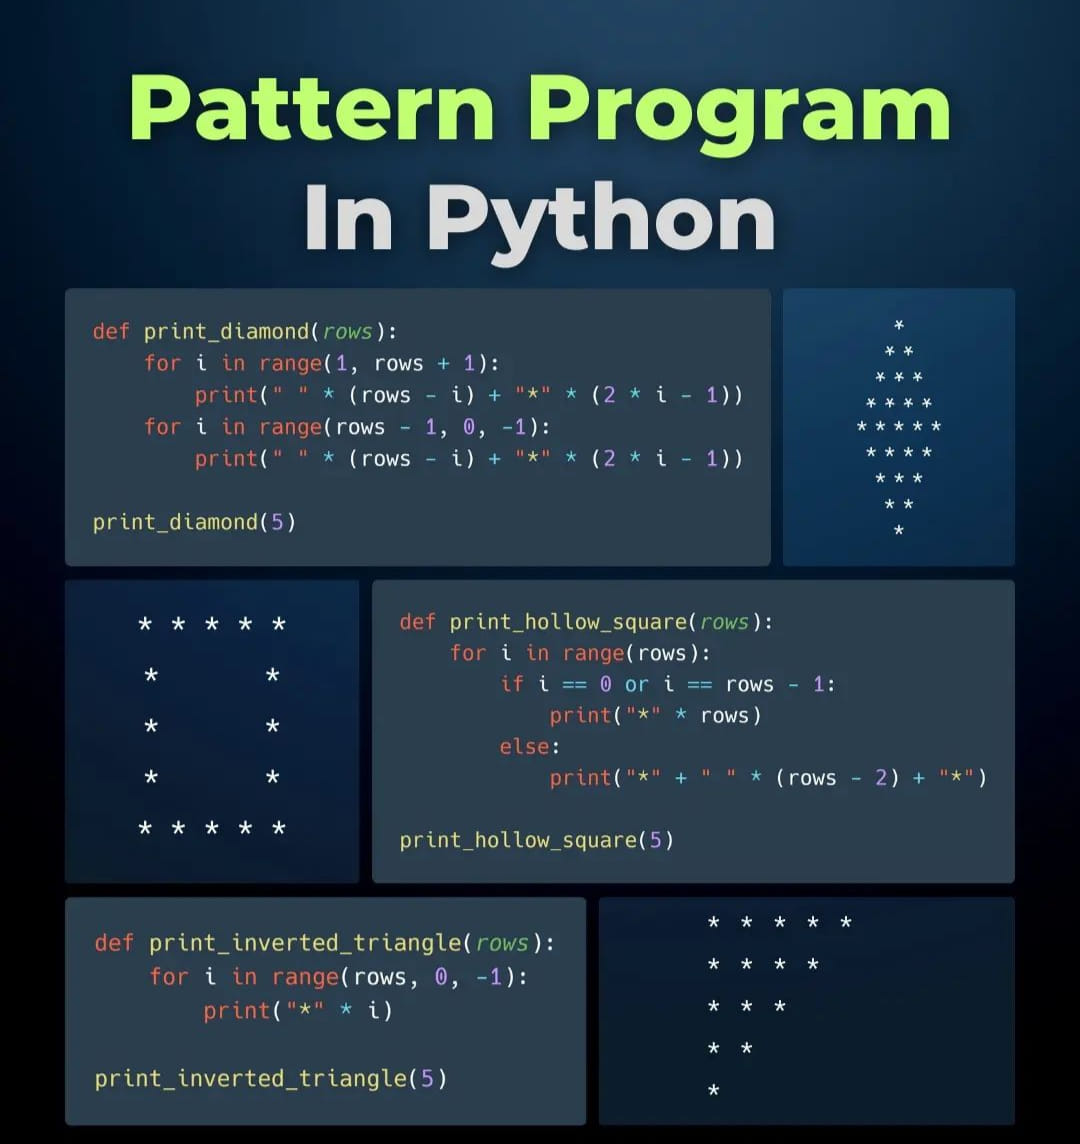 Pattern Program
In Python
def print_diamond(rows):
    for i in range(1, rows + 1):
        print(" " * (rows - i) + "*" * (2 * i - 1))
    for i in range(rows - 1, 0, -1):
        print(" " * (rows - i) + "*" * (2 * i - 1))

print_diamond(5)
    *
   * *
  * * *
 * * * *
* * * * *
 * * * *
  * * *
   * *
    *
* * * * *
*       *
*       *
*       *
* * * * *
def print_hollow_square(rows):
    for i in range(rows):
        if i == 0 or i == rows - 1:
            print("*" * rows)
        else:
            print("*" + " " * (rows - 2) + "*")

print_hollow_square(5)
def print_inverted_triangle(rows):
    for i in range(rows, 0, -1):
        print("*" * i)

print_inverted_triangle(5)
* * * * *
* * * *
* * *
* *
*